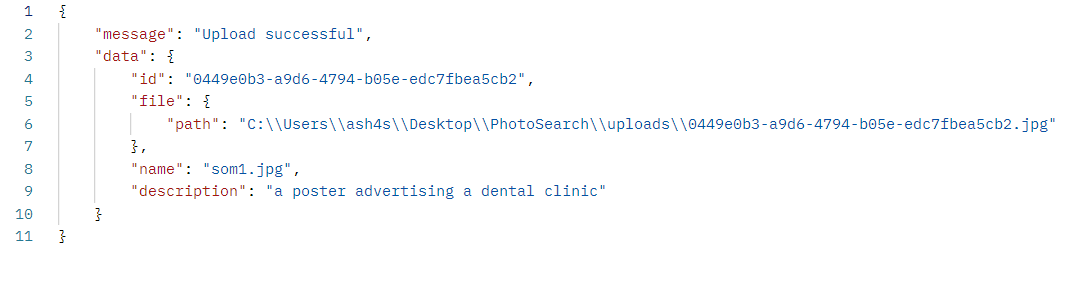 1 {
2 "message": "Upload successful",
3 "data": {
4 "id": "0449e0b3-a9d6-4794-b05e-edc7fbea5cb2",
5 "file": {
6 "path": "C:\\Users\\ash4s\\Desktop\\PhotoSearch\\uploads\\0449e0b3-a9d6-4794-b05e-edc7fbea5cb2.jpg"
7 },
8 "name": "som1.jpg",
9 "description": "a poster advertising a dental clinic"
10 }
11 }